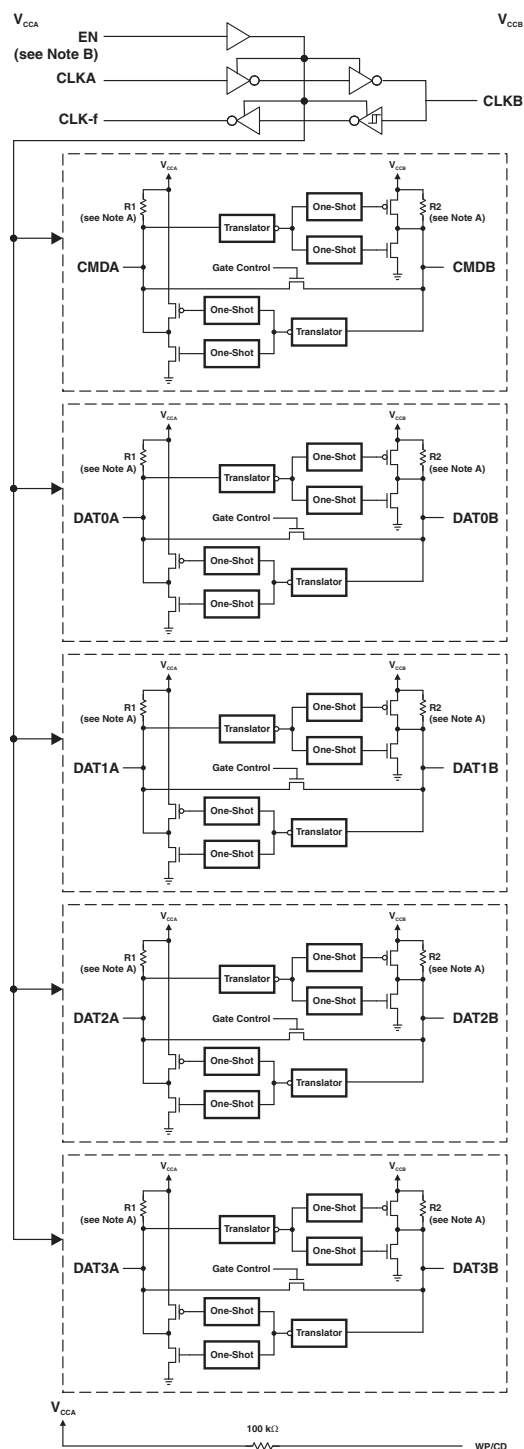 VCCA VCCB
EN
(see Note B)
CLKA
CLKB
CLK-f
VCCA VCCB
R1
(see Note A)
One-Shot
R2
(see Note A)
Translator
One-Shot
CMDA Gate Control CMDB
One-Shot
Translator
One-Shot
VCCA VCCB
R1
(see Note A)
One-Shot
R2
(see Note A)
Translator
One-Shot
DAT0A Gate Control DAT0B
One-Shot
Translator
One-Shot
VCCA VCCB
R1
(see Note A)
One-Shot
R2
(see Note A)
Translator
One-Shot
DAT1A Gate Control DAT1B
One-Shot
Translator
One-Shot
VCCA VCCB
R1
(see Note A)
One-Shot
R2
(see Note A)
Translator
One-Shot
DAT2A Gate Control DAT2B
One-Shot
Translator
One-Shot
VCCA VCCB
R1
(see Note A)
One-Shot
R2
(see Note A)
Translator
One-Shot
DAT3A Gate Control DAT3B
One-Shot
Translator
One-Shot
VCCA
100 kΩ
WP/CD